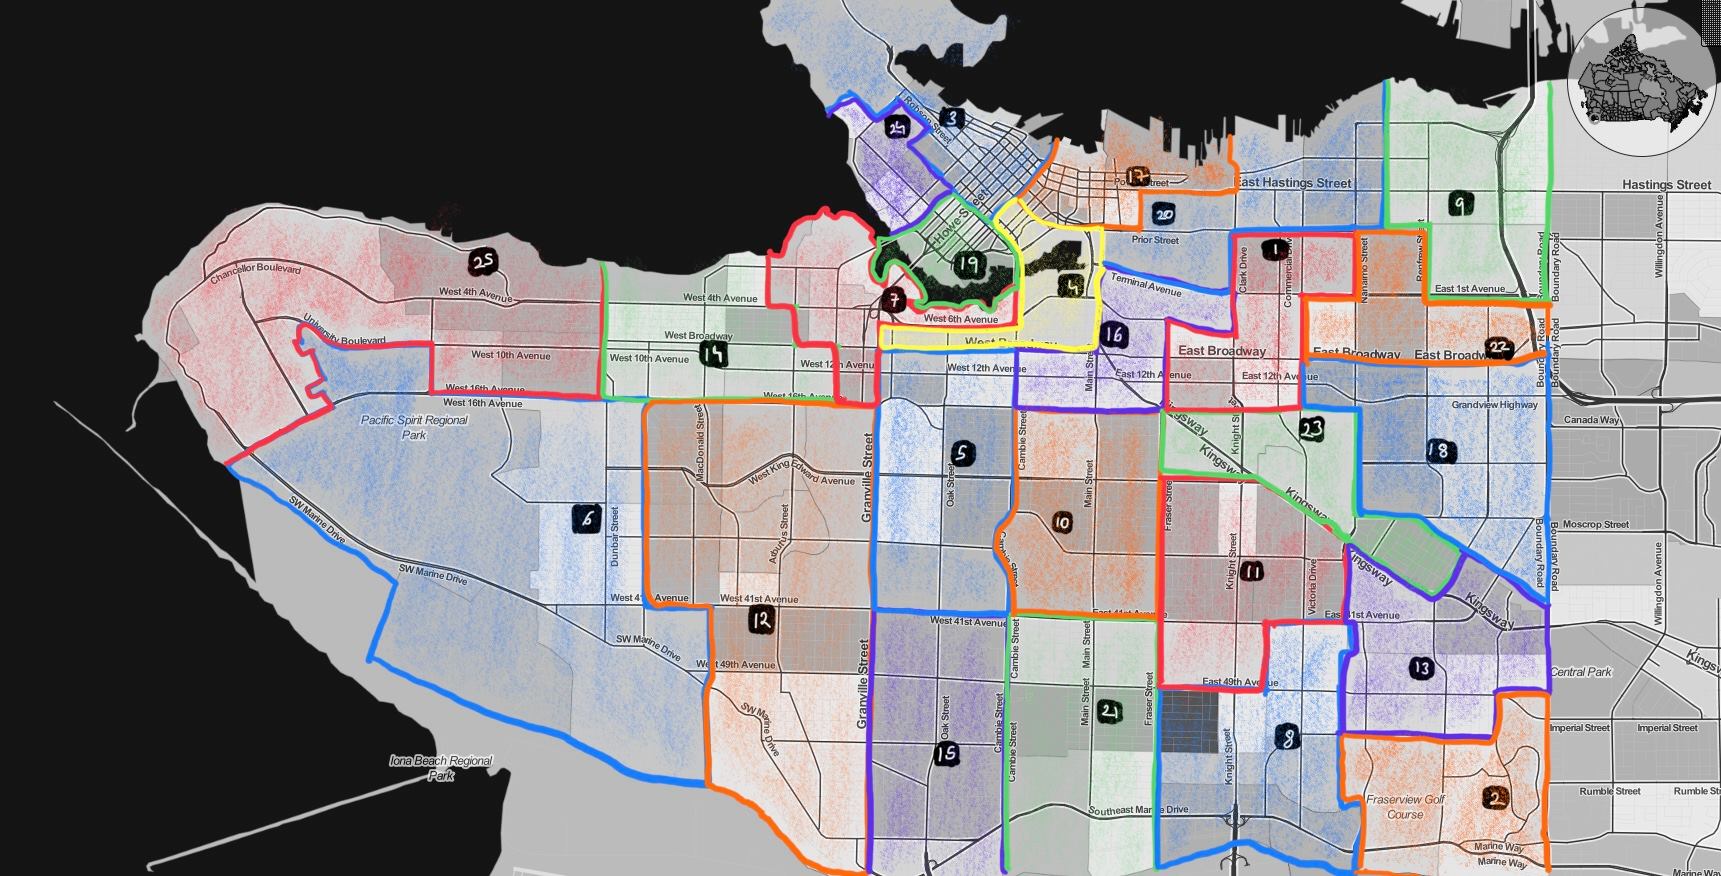 3
24
Robson Street
17
Powell Street
East Hastings Street
Hastings Street
20
9
Howe Street
Prior Street
Willingdon Avenue
25
19
1
Clark Drive
Commercial Drive
Nanaimo Street
Renfrew Street
Boundary Road
Boundary Road
Chancellor Boulevard
West 4th Avenue
West 4th Avenue
4
Terminal Avenue
East 1st Avenue
7
West 6th Avenue
University Boulevard
West Broadway
West Broadway
16
22
Boundary Road
Boundary Road
West 10th Avenue
West 10th Avenue
14
East Broadway
East Broadway
East Broadway
West 12th Avenue
West 12th Avenue
Main Street
East 12th Avenue
East 12th Avenue
West 16th Avenue
West 16th Avenue
West 16th Avenue
Grandview Highway
Pacific Spirit Regional
Park
Canada Way
23
MacDonald Street
Granville Street
5
Oak Street
Cambie Street
Main Street
Kingsway
Knight Street
Kingsway
18
West King Edward Avenue
6
Dunbar Street
Arbutus Street
10
Fraser Street
Kingsway
Moscrop Street
SW Marine Drive
Cambie Street
Knight Street
11
Victoria Drive
Kingsway
Boundary Road
Boundary Road
Willingdon Avenue
SW Marine Drive
West 41st Avenue
West 41st Avenue
12
West 41st Avenue
East 41st Avenue
East 41st Avenue
Kingsway
SW Marine Drive
West 49th Avenue
Granville Street
Cambie Street
Main Street
13
Kingsway
Central Park
East 49th Avenue
SW Marine Drive
Oak Street
Cambie Street
Cambie Street
Main Street
21
Fraser Street
Knight Street
8
Imperial Street
Imperial Street
Iona Beach Regional
Park
15
Southeast Marine Drive
Fraserview Golf
Course
2
Rumble Street
Rumble St
Marine Way
Marine Way
Marine Way